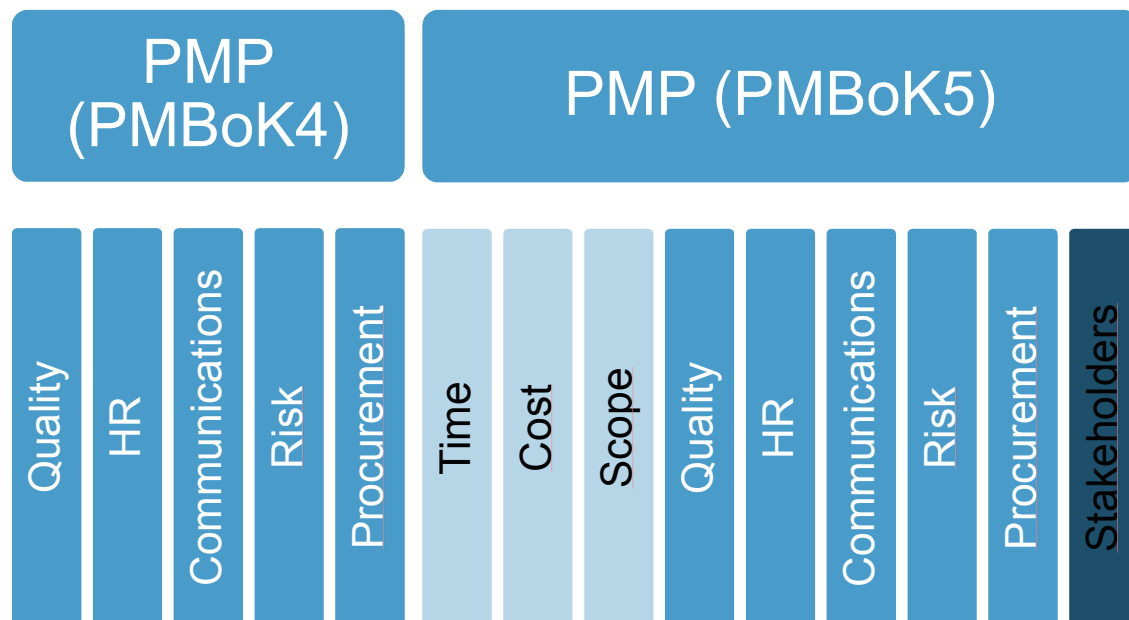 PMP
(PMBoK4)
PMP (PMBoK5)
Quality
HR
Communications
Risk
Procurement
Time
Cost
Scope
Quality
HR
Communications
Risk
Procurement
Stakeholders